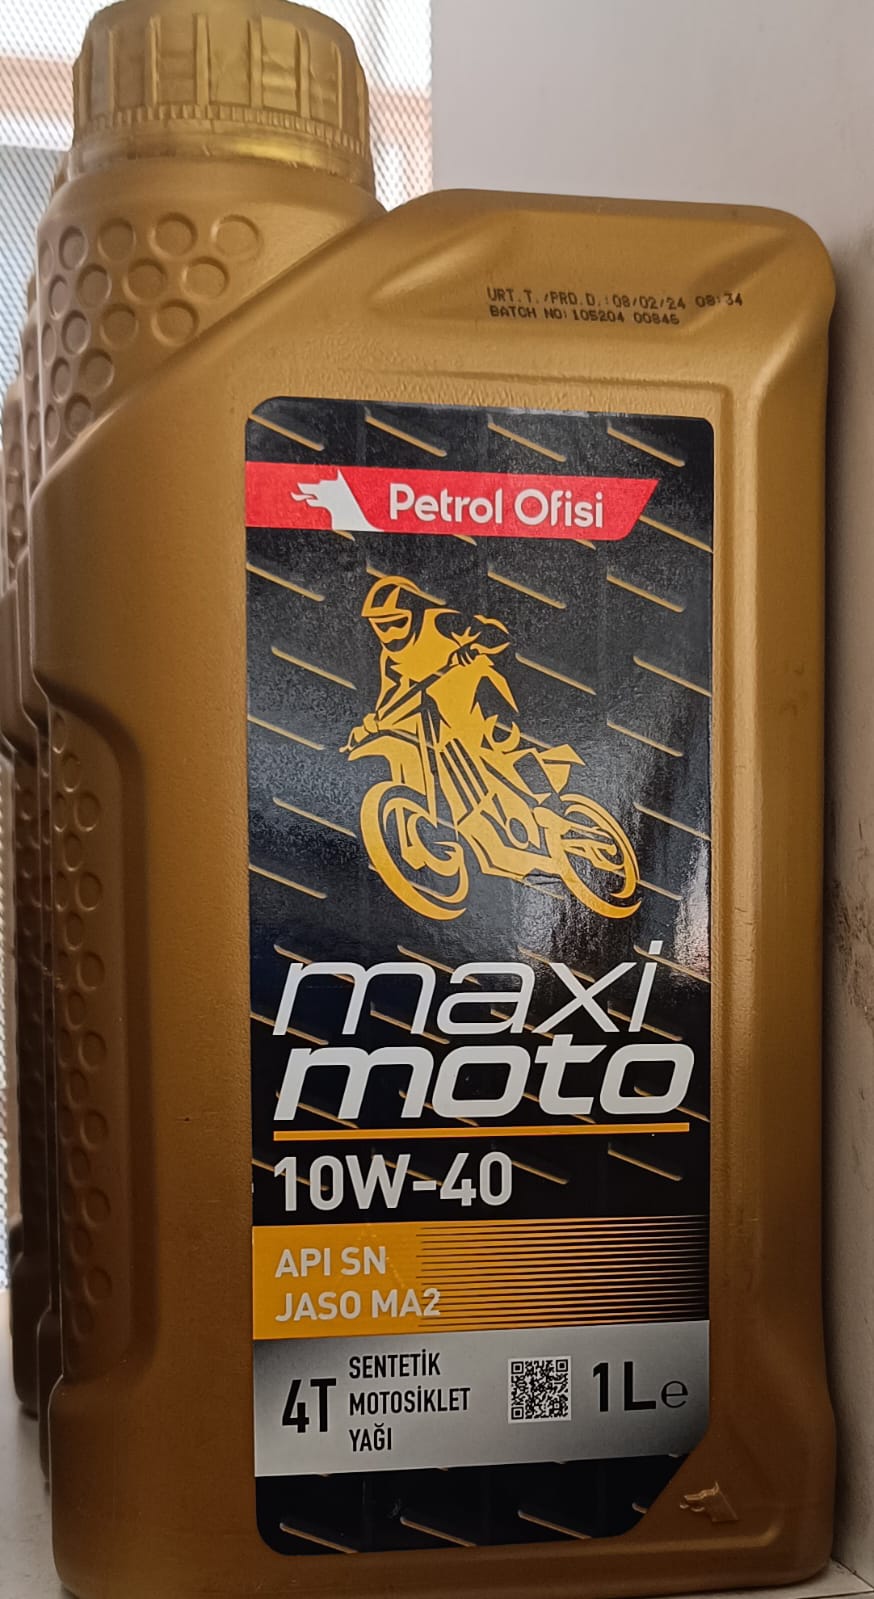 URT.T./PRD.D.:08/02/24 08:34
BATCH NO:105204 00846
Petrol Ofisi
maxi
moto
10W-40
API SN
JASO MA2
4T
SENTETİK
MOTOSİKLET
YAĞI
1L e